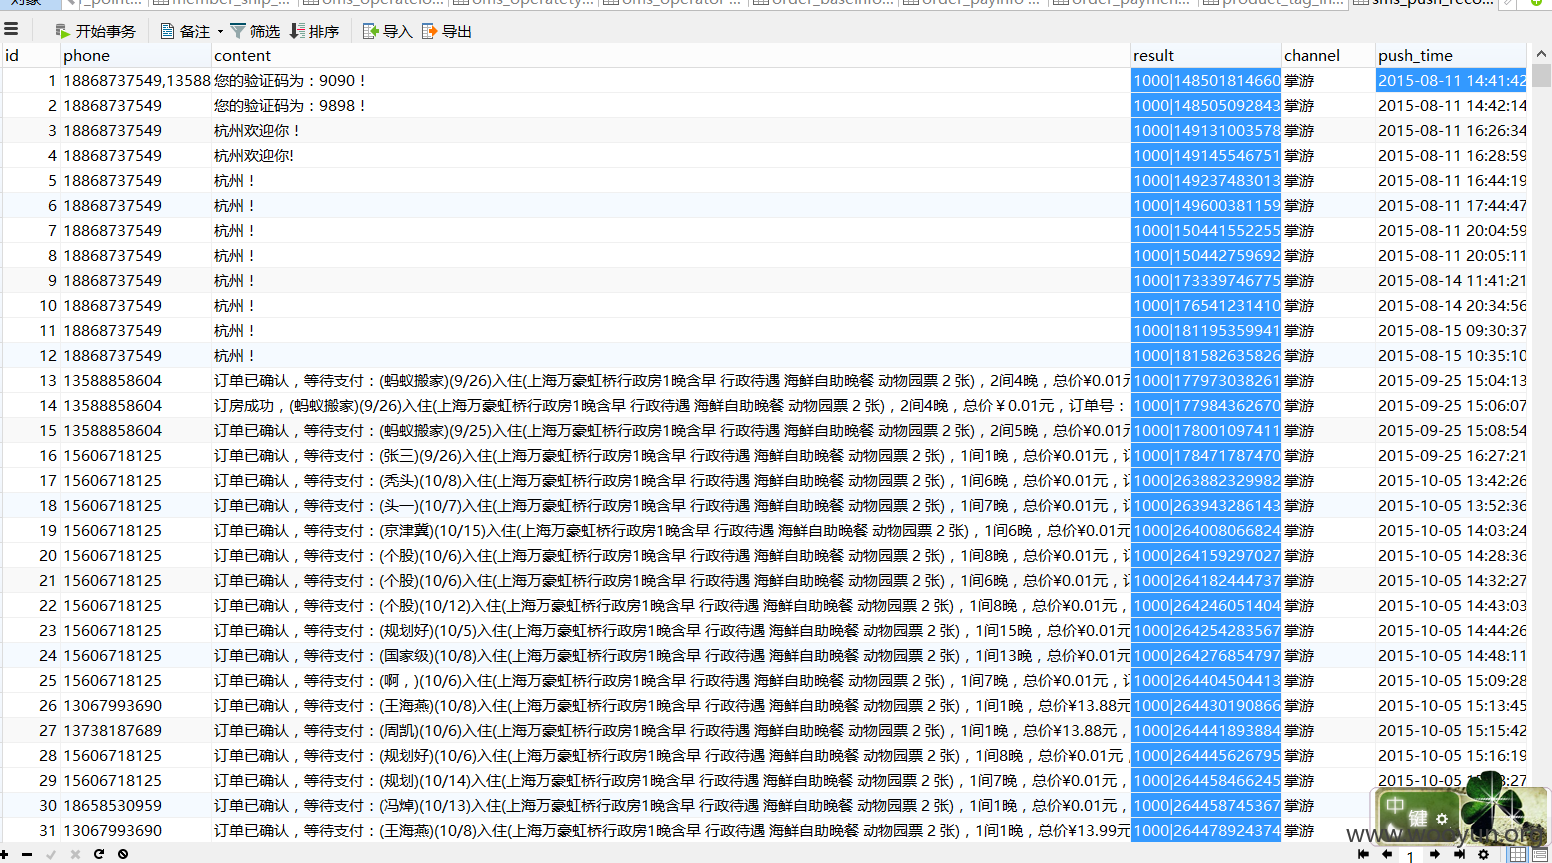 对象 r_point... member_ship_... oms_operatelo... oms_operatety... oms_operator ... order_baseinfo... order_payinfo ... order_paymen... product_tag_in... sms_push_reco...
开始事务 备注 筛选 排序 导入 导出
id phone content result channel push_time
1 18868737549,13588 您的验证码为：9090！ 1000|148501814660 掌游 2015-08-11 14:41:42
2 18868737549 您的验证码为：9898！ 1000|148505092843 掌游 2015-08-11 14:42:14
3 18868737549 杭州欢迎你！ 1000|149131003578 掌游 2015-08-11 16:26:34
4 18868737549 杭州欢迎你! 1000|149145546751 掌游 2015-08-11 16:28:59
5 18868737549 杭州！ 1000|149237483013 掌游 2015-08-11 16:44:19
6 18868737549 杭州！ 1000|149600381159 掌游 2015-08-11 17:44:47
7 18868737549 杭州！ 1000|150441552255 掌游 2015-08-11 20:04:59
8 18868737549 杭州！ 1000|150442759692 掌游 2015-08-11 20:05:11
9 18868737549 杭州！ 1000|173339746775 掌游 2015-08-14 11:41:21
10 18868737549 杭州！ 1000|176541231410 掌游 2015-08-14 20:34:56
11 18868737549 杭州！ 1000|181195359941 掌游 2015-08-15 09:30:37
12 18868737549 杭州！ 1000|181582635826 掌游 2015-08-15 10:35:10
13 13588858604 订单已确认，等待支付：(蚂蚁搬家)(9/26)入住(上海万豪虹桥行政房1晚含早 行政待遇 海鲜自助晚餐 动物园票 2 张)，2间4晚，总价¥0.01元 1000|177973038261 掌游 2015-09-25 15:04:13
14 13588858604 订房成功，(蚂蚁搬家)(9/26)入住(上海万豪虹桥行政房1晚含早 行政待遇 海鲜自助晚餐 动物园票 2 张)，2间4晚，总价￥0.01元，订单号： 1000|177984362670 掌游 2015-09-25 15:06:07
15 13588858604 订单已确认，等待支付：(蚂蚁搬家)(9/25)入住(上海万豪虹桥行政房1晚含早 行政待遇 海鲜自助晚餐 动物园票 2 张)，2间5晚，总价¥0.01元 1000|178001097411 掌游 2015-09-25 15:08:54
16 15606718125 订单已确认，等待支付：(张三)(9/26)入住(上海万豪虹桥行政房1晚含早 行政待遇 海鲜自助晚餐 动物园票 2 张)，1间1晚，总价¥0.01元， 1000|178471787470 掌游 2015-09-25 16:27:21
17 15606718125 订单已确认，等待支付：(秃头)(10/8)入住(上海万豪虹桥行政房1晚含早 行政待遇 海鲜自助晚餐 动物园票 2 张)，1间6晚，总价¥0.01元， 1000|263882329982 掌游 2015-10-05 13:42:26
18 15606718125 订单已确认，等待支付：(头一)(10/7)入住(上海万豪虹桥行政房1晚含早 行政待遇 海鲜自助晚餐 动物园票 2 张)，1间7晚，总价¥0.01元， 1000|263943286143 掌游 2015-10-05 13:52:36
19 15606718125 订单已确认，等待支付：(京津冀)(10/15)入住(上海万豪虹桥行政房1晚含早 行政待遇 海鲜自助晚餐 动物园票 2 张)，1间6晚，总价¥0.01元 1000|264008066824 掌游 2015-10-05 14:03:24
20 15606718125 订单已确认，等待支付：(个股)(10/6)入住(上海万豪虹桥行政房1晚含早 行政待遇 海鲜自助晚餐 动物园票 2 张)，1间8晚，总价¥0.01元， 1000|264159297027 掌游 2015-10-05 14:28:36
21 15606718125 订单已确认，等待支付：(个股)(10/6)入住(上海万豪虹桥行政房1晚含早 行政待遇 海鲜自助晚餐 动物园票 2 张)，1间6晚，总价¥0.01元， 1000|264182444737 掌游 2015-10-05 14:32:27
22 15606718125 订单已确认，等待支付：(个股)(10/12)入住(上海万豪虹桥行政房1晚含早 行政待遇 海鲜自助晚餐 动物园票 2 张)，1间8晚，总价¥0.01元， 1000|264246051404 掌游 2015-10-05 14:43:03
23 15606718125 订单已确认，等待支付：(规划好)(10/5)入住(上海万豪虹桥行政房1晚含早 行政待遇 海鲜自助晚餐 动物园票 2 张)，1间15晚，总价¥0.01元 1000|264254283567 掌游 2015-10-05 14:44:26
24 15606718125 订单已确认，等待支付：(国家级)(10/8)入住(上海万豪虹桥行政房1晚含早 行政待遇 海鲜自助晚餐 动物园票 2 张)，1间13晚，总价¥0.01元 1000|264276854797 掌游 2015-10-05 14:48:11
25 15606718125 订单已确认，等待支付：(啊，)(10/6)入住(上海万豪虹桥行政房1晚含早 行政待遇 海鲜自助晚餐 动物园票 2 张)，1间7晚，总价¥0.01元， 1000|264404504413 掌游 2015-10-05 15:09:28
26 13067993690 订单已确认，等待支付：(王海燕)(10/8)入住(上海万豪虹桥行政房1晚含早 行政待遇 海鲜自助晚餐 动物园票 2 张)，1间1晚，总价¥13.88元 1000|264430190866 掌游 2015-10-05 15:13:45
27 13738187689 订单已确认，等待支付：(周凯)(10/6)入住(上海万豪虹桥行政房1晚含早 行政待遇 海鲜自助晚餐 动物园票 2 张)，1间1晚，总价¥13.88元， 1000|264441893884 掌游 2015-10-05 15:15:42
28 15606718125 订单已确认，等待支付：(规划好)(10/6)入住(上海万豪虹桥行政房1晚含早 行政待遇 海鲜自助晚餐 动物园票 2 张)，1间8晚，总价¥0.01元， 1000|264445626795 掌游 2015-10-05 15:16:19
29 15606718125 订单已确认，等待支付：(规划)(10/14)入住(上海万豪虹桥行政房1晚含早 行政待遇 海鲜自助晚餐 动物园票 2 张)，1间7晚，总价¥0.01元， 1000|264458466245 掌游 2015-10-05
30 18658530959 订单已确认，等待支付：(冯焯)(10/13)入住(上海万豪虹桥行政房1晚含早 行政待遇 海鲜自助晚餐 动物园票 2 张)，1间1晚，总价¥0.01元， 1000|264458745367 掌游
31 13067993690 订单已确认，等待支付：(王海燕)(10/8)入住(上海万豪虹桥行政房1晚含早 行政待遇 海鲜自助晚餐 动物园票 2 张)，1间1晚，总价¥13.99元 1000|264478924374 掌游
中
键
www.wooyun.org
1